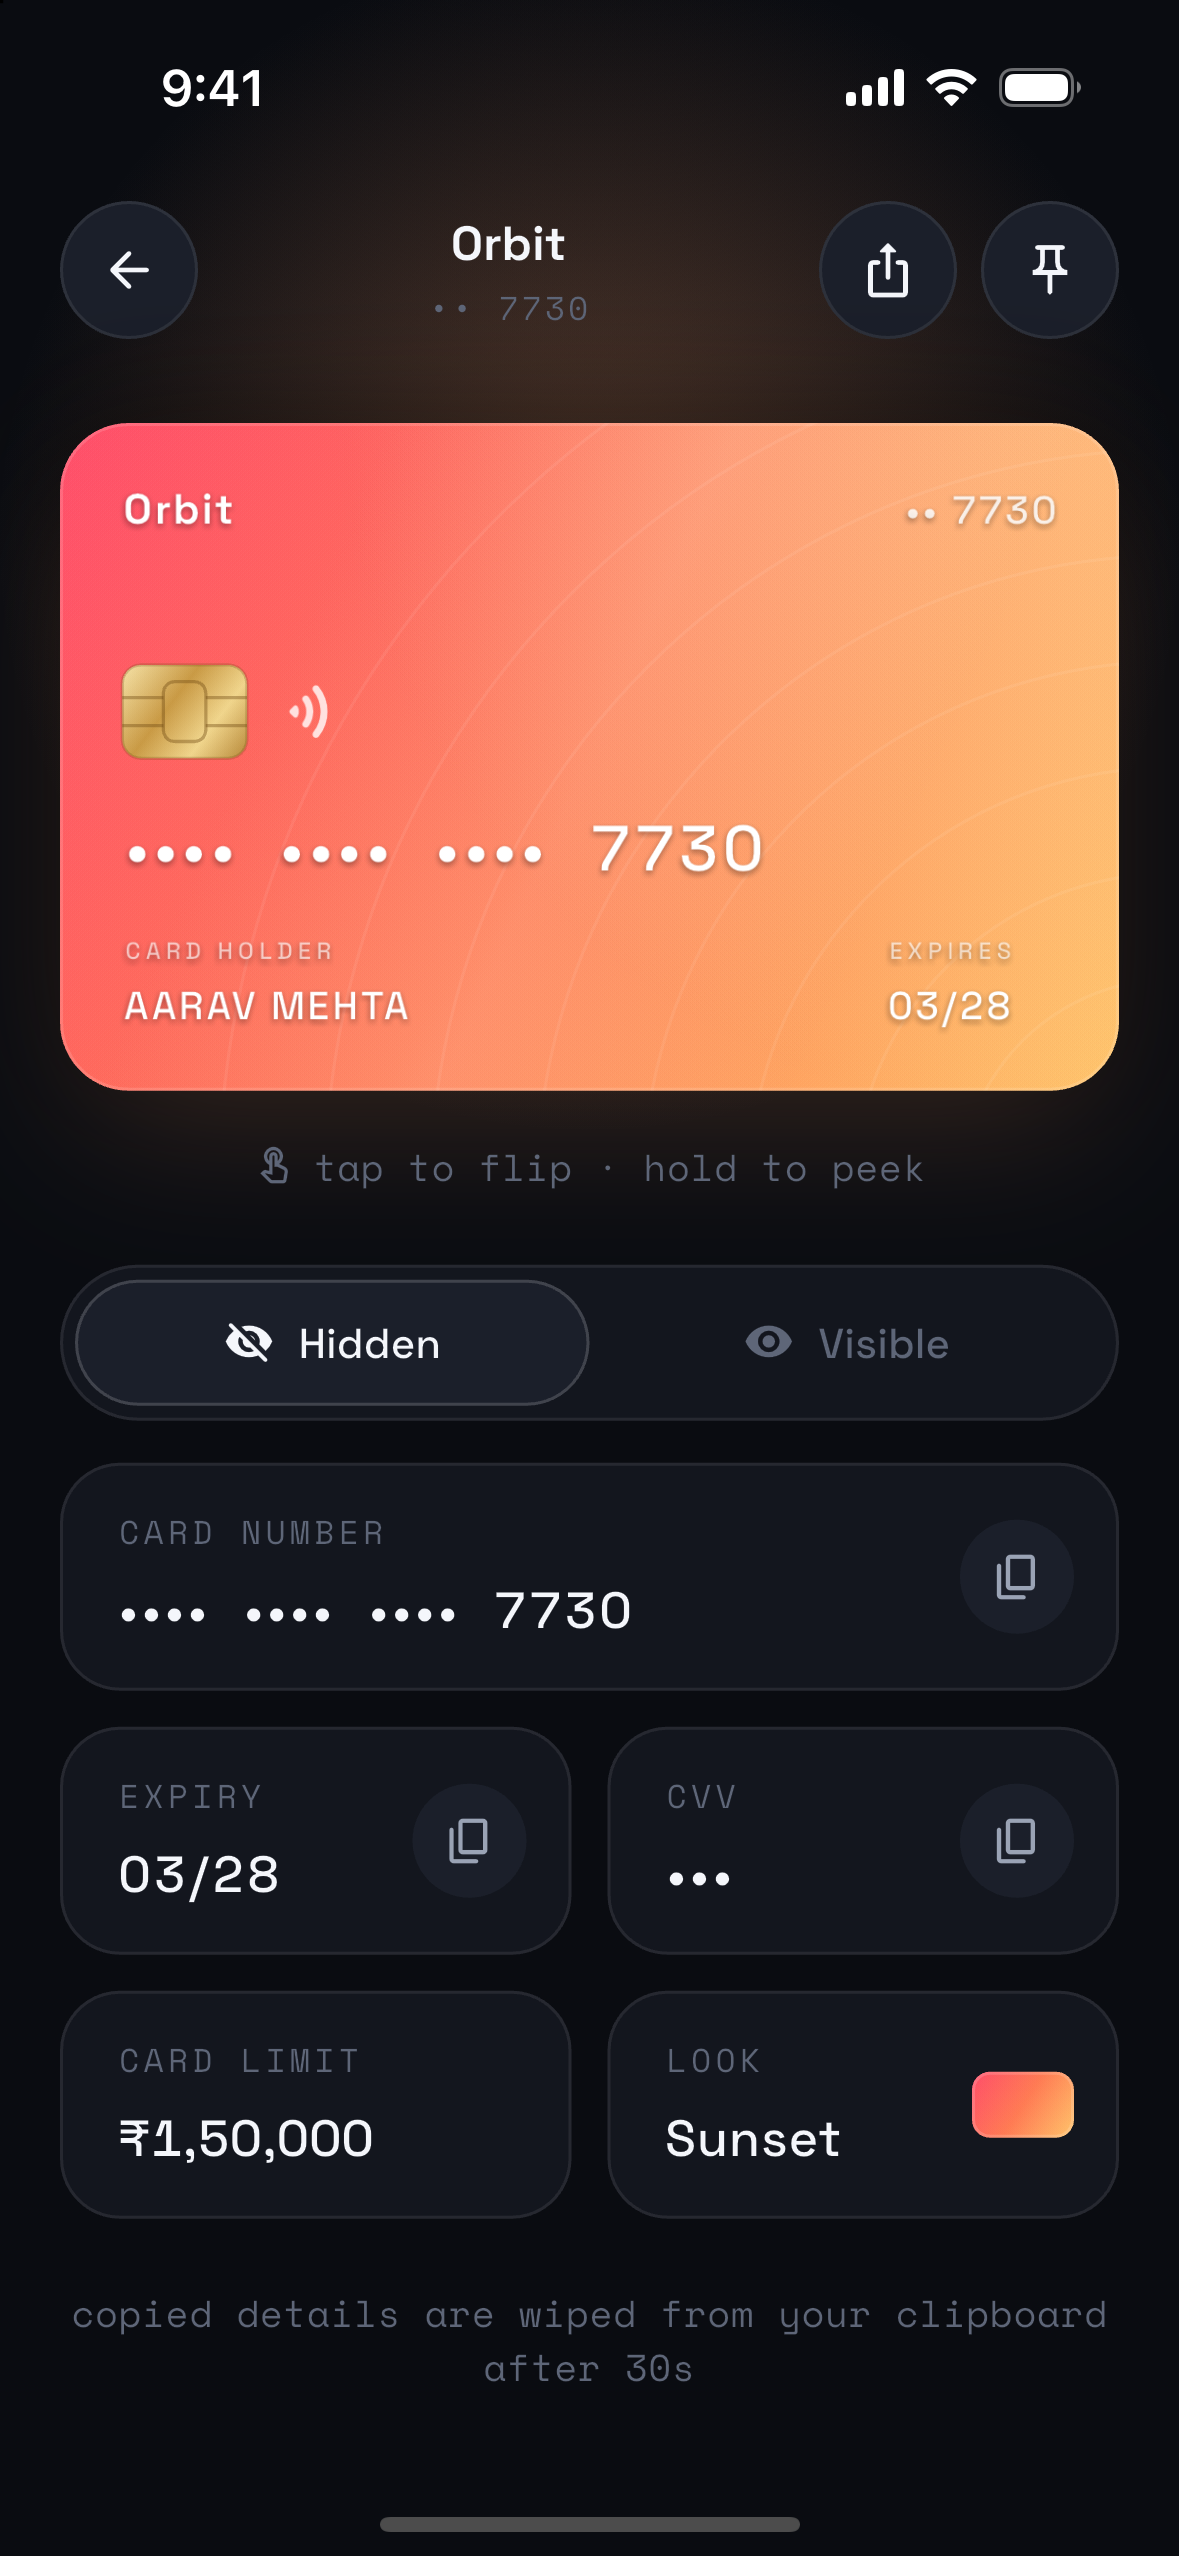 9:41
Orbit
•• 7730
Orbit
•• 7730
•••• •••• •••• 7730
CARD HOLDER
EXPIRES
AARAV MEHTA
03/28
tap to flip · hold to peek
Hidden
Visible
CARD NUMBER
•••• •••• •••• 7730
EXPIRY
CVV
03/28
•••
CARD LIMIT
LOOK
₹1,50,000
Sunset
copied details are wiped from your clipboard
after 30s